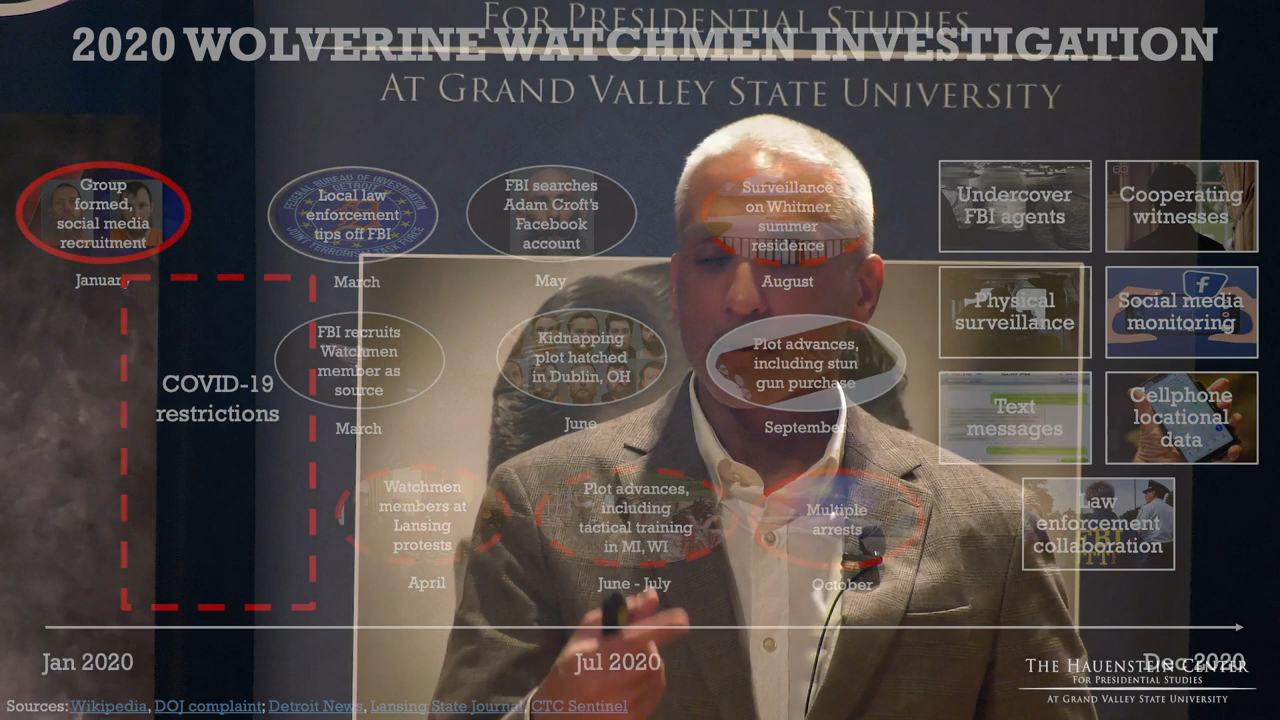 FOR PRESIDENTIAL STUDIES
2020 WOLVERINE WATCHMEN INVESTIGATION
AT GRAND VALLEY STATE UNIVERSITY
Group
formed,
social media
recruitment
January
Local law
enforcement
tips off FBI
March
FBI searches
Adam Croft's
Facebook
account
May
Surveillance
on Whitmer
summer
residence
August
Undercover
FBI agents
Cooperating
witnesses
COVID-19
restrictions
FBI recruits
Watchmen
member as
source
March
Kidnapping
plot hatched
in Dublin, OH
June
Plot advances,
including stun
gun purchase
September
Physical
surveillance
Social media
monitoring
Text
messages
Cellphone
locational
data
Watchmen
members at
Lansing
protests
April
Plot advances,
including
tactical training
in MI, WI
June - July
Multiple
arrests
October
Law
enforcement
collaboration
Jan 2020
Jul 2020
Dec 2020
THE HAUENSTEIN CENTER
FOR PRESIDENTIAL STUDIES
AT GRAND VALLEY STATE UNIVERSITY
Sources: Wikipedia, DOJ complaint; Detroit News, Lansing State Journal, CTC Sentinel